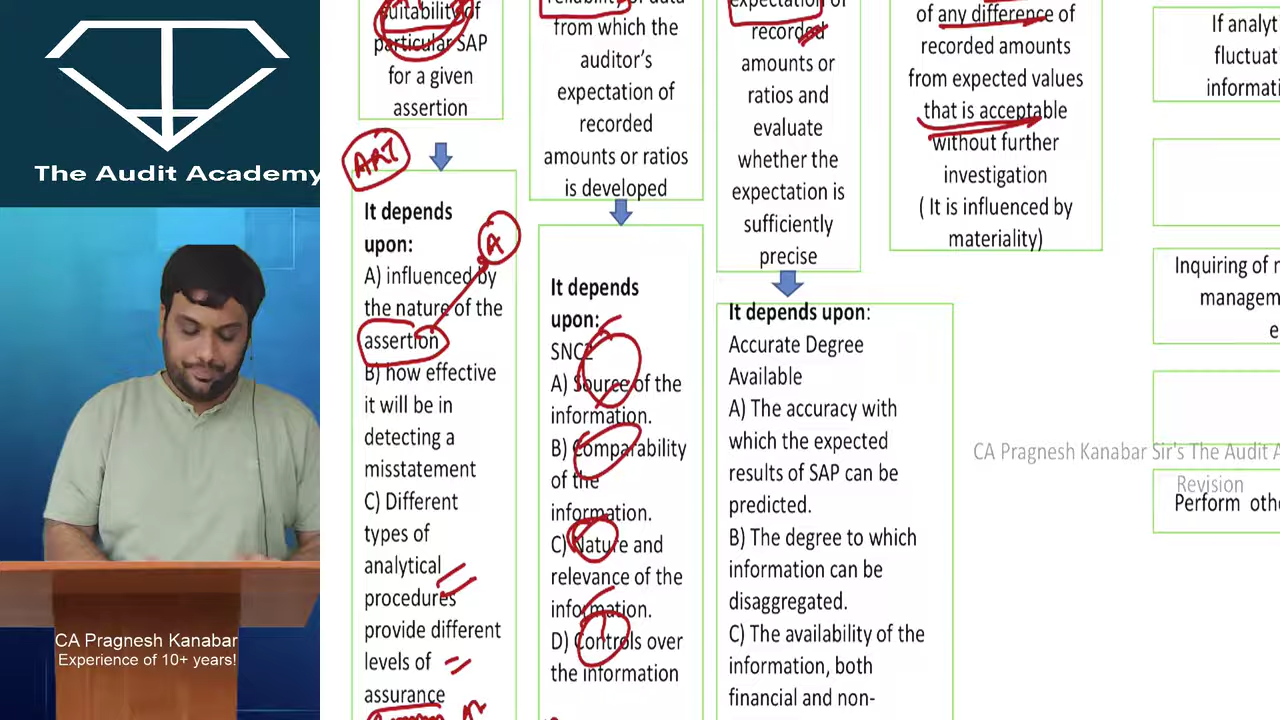 The Audit Academy
CA Pragnesh Kanabar
Experience of 10+ years!
suitability of
particular SAP
for a given
assertion
ART
It depends
upon:
A) influenced by
the nature of the
assertion
A
B) how effective
it will be in
detecting a
misstatement
C) Different
types of
analytical
procedures
provide different
levels of
assurance
reliability of data
from which the
auditor's
expectation of
recorded
amounts or ratios
is developed
It depends
upon:
SNC2
A) Source of the
information.
B) Comparability
of the
information.
C) Nature and
relevance of the
information.
D) Controls over
the information
expectation of
recorded
amounts or
ratios and
evaluate
whether the
expectation is
sufficiently
precise
It depends upon:
Accurate Degree
Available
A) The accuracy with
which the expected
results of SAP can be
predicted.
B) The degree to which
information can be
disaggregated.
C) The availability of the
information, both
financial and non-
of any difference of
recorded amounts
from expected values
that is acceptable
without further
investigation
( It is influenced by
materiality)
If analyt
fluctuat
informati
Inquiring of
management
e
CA Pragnesh Kanabar Sir's The Audit A
Revision
Perform othe